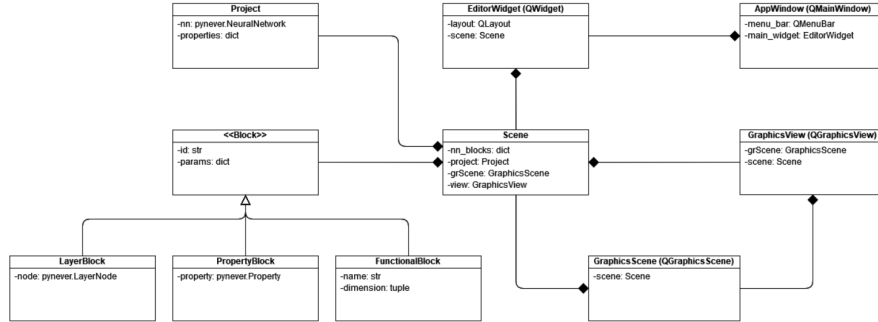 Project
-nn: pynever.NeuralNetwork
-properties: dict
EditorWidget (QWidget)
-layout: QLayout
-scene: Scene
AppWindow (QMainWindow)
-menu_bar: QMenuBar
-main_widget: EditorWidget
<<Block>>
-id: str
-params: dict
Scene
-nn_blocks: dict
-project: Project
-grScene: GraphicsScene
-view: GraphicsView
GraphicsView (QGraphicsView)
-grScene: GraphicsScene
-scene: Scene
LayerBlock
-node: pynever.LayerNode
PropertyBlock
-property: pynever.Property
FunctionalBlock
-name: str
-dimension: tuple
GraphicsScene (QGraphicsScene)
-scene: Scene